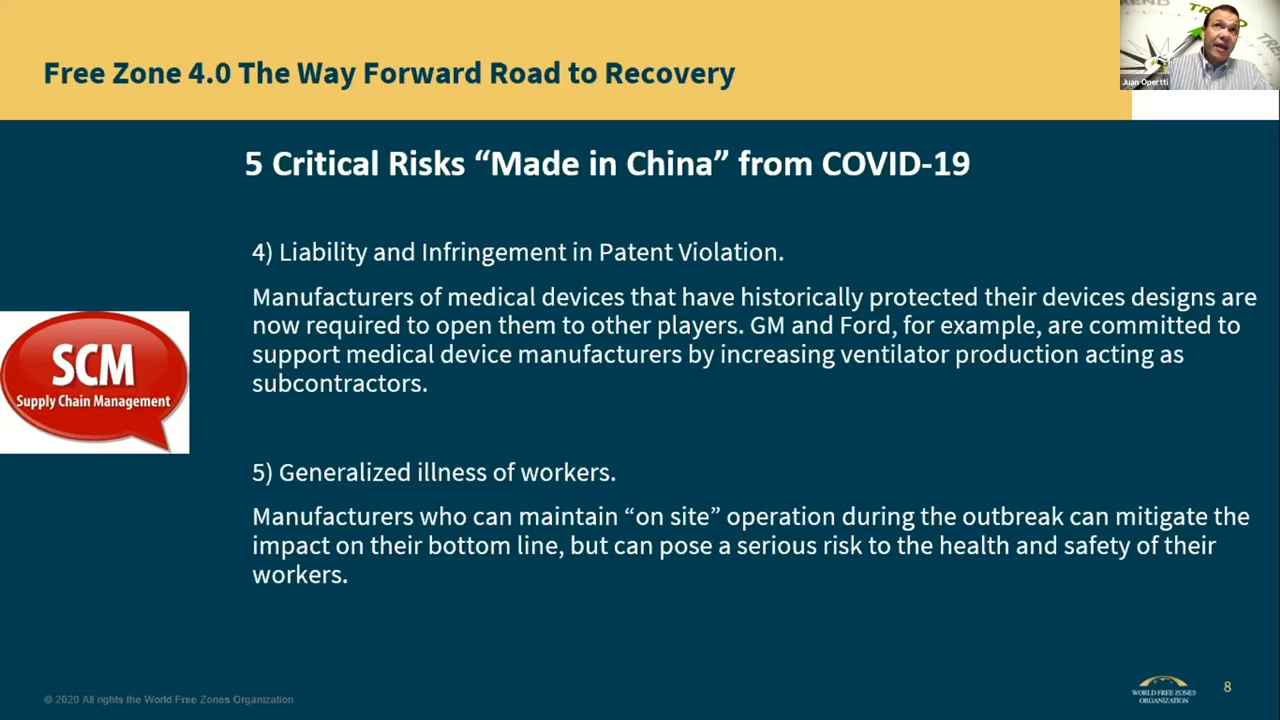 Free Zone 4.0 The Way Forward Road to Recovery
TREND
TREND
Juan Opertti
5 Critical Risks “Made in China” from COVID-19
4) Liability and Infringement in Patent Violation.
Manufacturers of medical devices that have historically protected their devices designs are
now required to open them to other players. GM and Ford, for example, are committed to
support medical device manufacturers by increasing ventilator production acting as
subcontractors.
SCM
Supply Chain Management
5) Generalized illness of workers.
Manufacturers who can maintain “on site” operation during the outbreak can mitigate the
impact on their bottom line, but can pose a serious risk to the health and safety of their
workers.
© 2020 All rights the World Free Zones Organization
WORLD FREE ZONES
ORGANIZATION
8